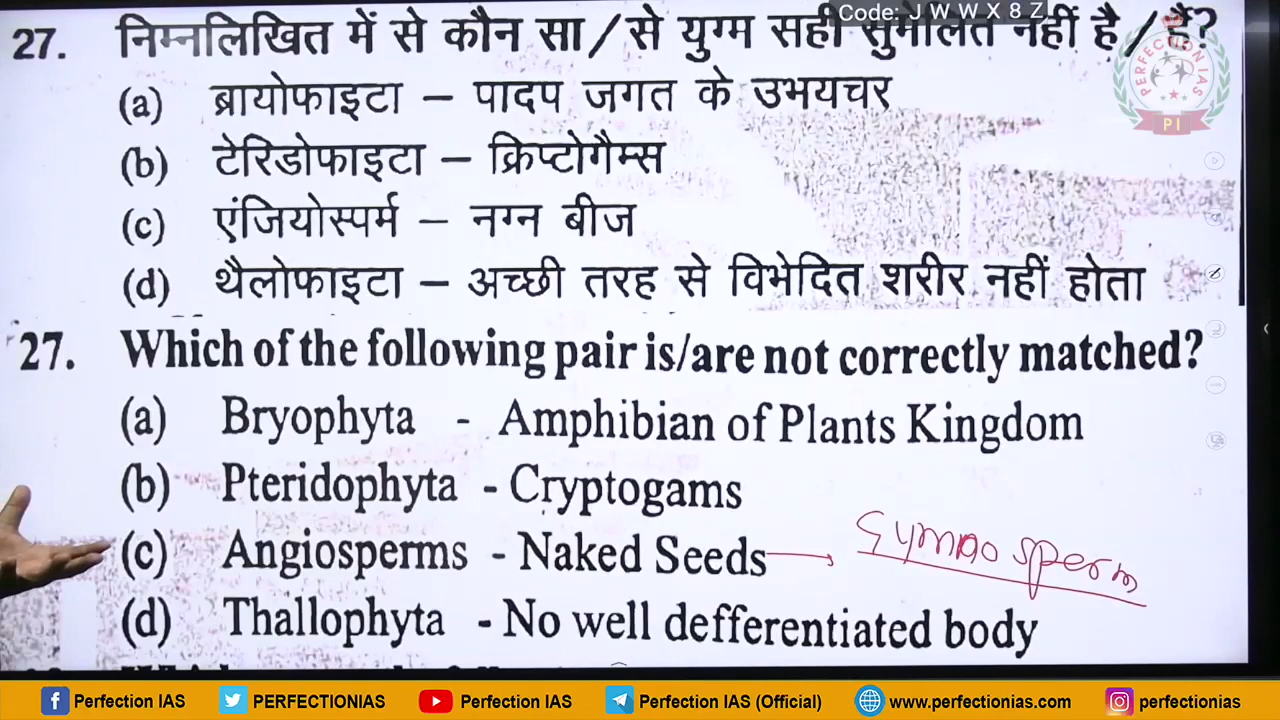 Code: J W W X 8 Z
27. निम्नलिखित में से कौन सा/से युग्म सही सुमेलित नहीं है/हैं?
PERFECTION IAS
PI
(a) ब्रायोफाइटा – पादप जगत के उभयचर
(b) टेरिडोफाइटा – क्रिप्टोगैम्स
(c) एंजियोस्पर्म – नग्न बीज
(d) थैलोफाइटा – अच्छी तरह से विभेदित शरीर नहीं होता
27. Which of the following pair is/are not correctly matched?
(a) Bryophyta - Amphibian of Plants Kingdom
(b) Pteridophyta - Cryptogams
(c) Angiosperms - Naked Seeds → Gymnosperm
(d) Thallophyta - No well defferentiated body
Perfection IAS PERFECTIONIAS Perfection IAS Perfection IAS (Official) www.perfectionias.com perfectionias